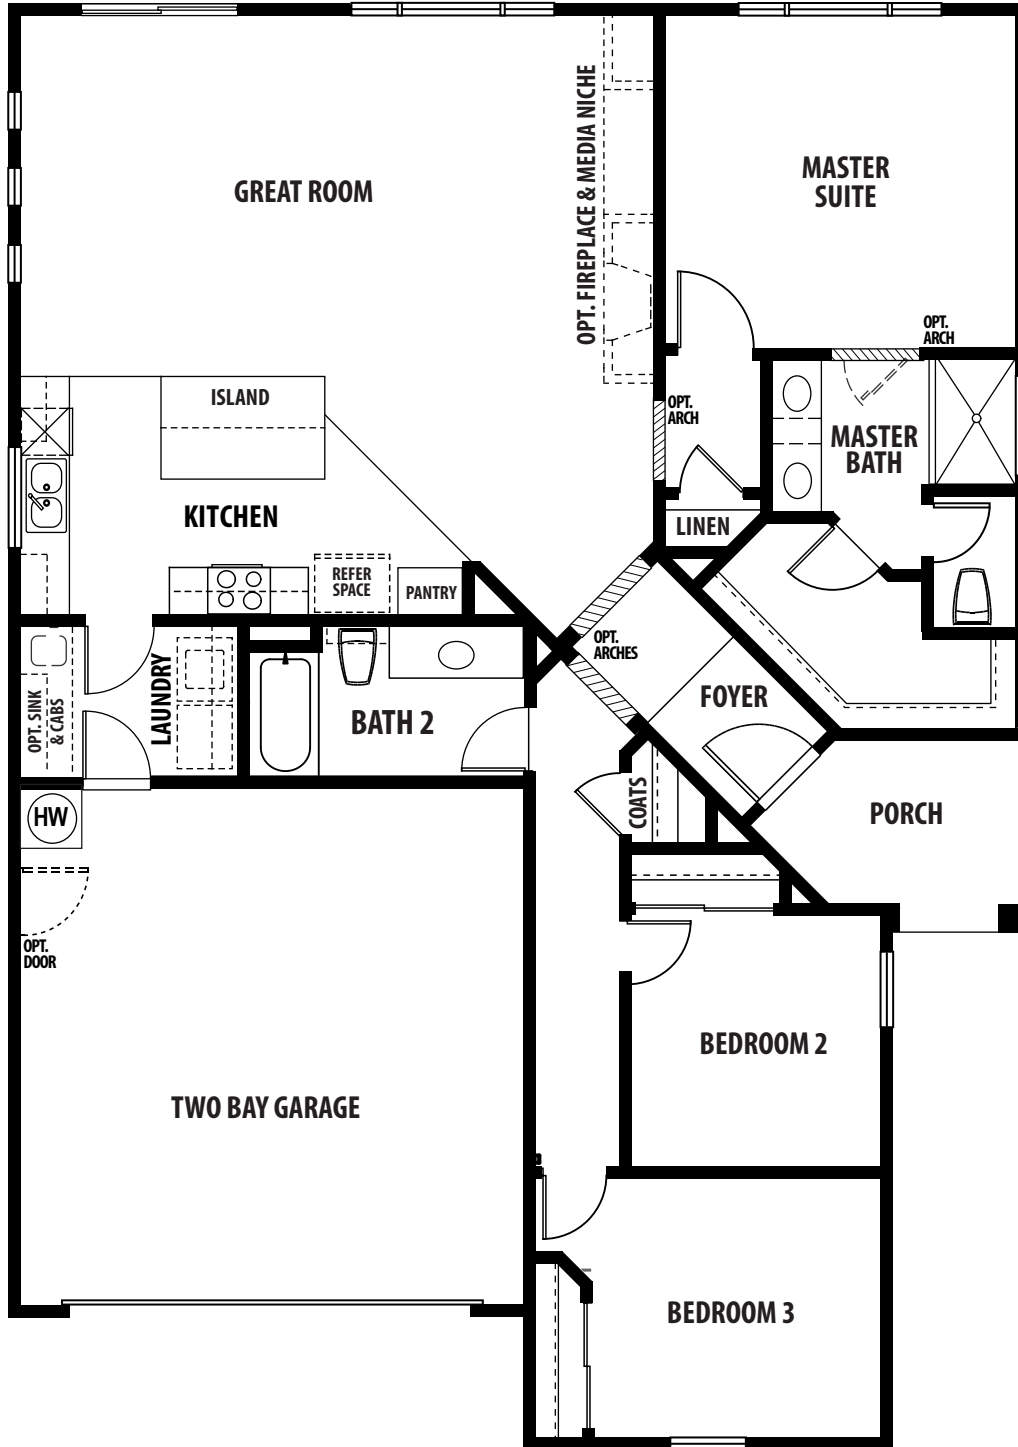 GREAT ROOM
OPT. FIREPLACE & MEDIA NICHE
MASTER
SUITE
OPT.
ARCH
ISLAND
OPT.
ARCH
MASTER
BATH
KITCHEN
LINEN
REFER
SPACE
PANTRY
OPT.
ARCHES
OPT. SINK
& CABS
LAUNDRY
BATH 2
FOYER
COATS
HW
PORCH
OPT.
DOOR
BEDROOM 2
TWO BAY GARAGE
BEDROOM 3